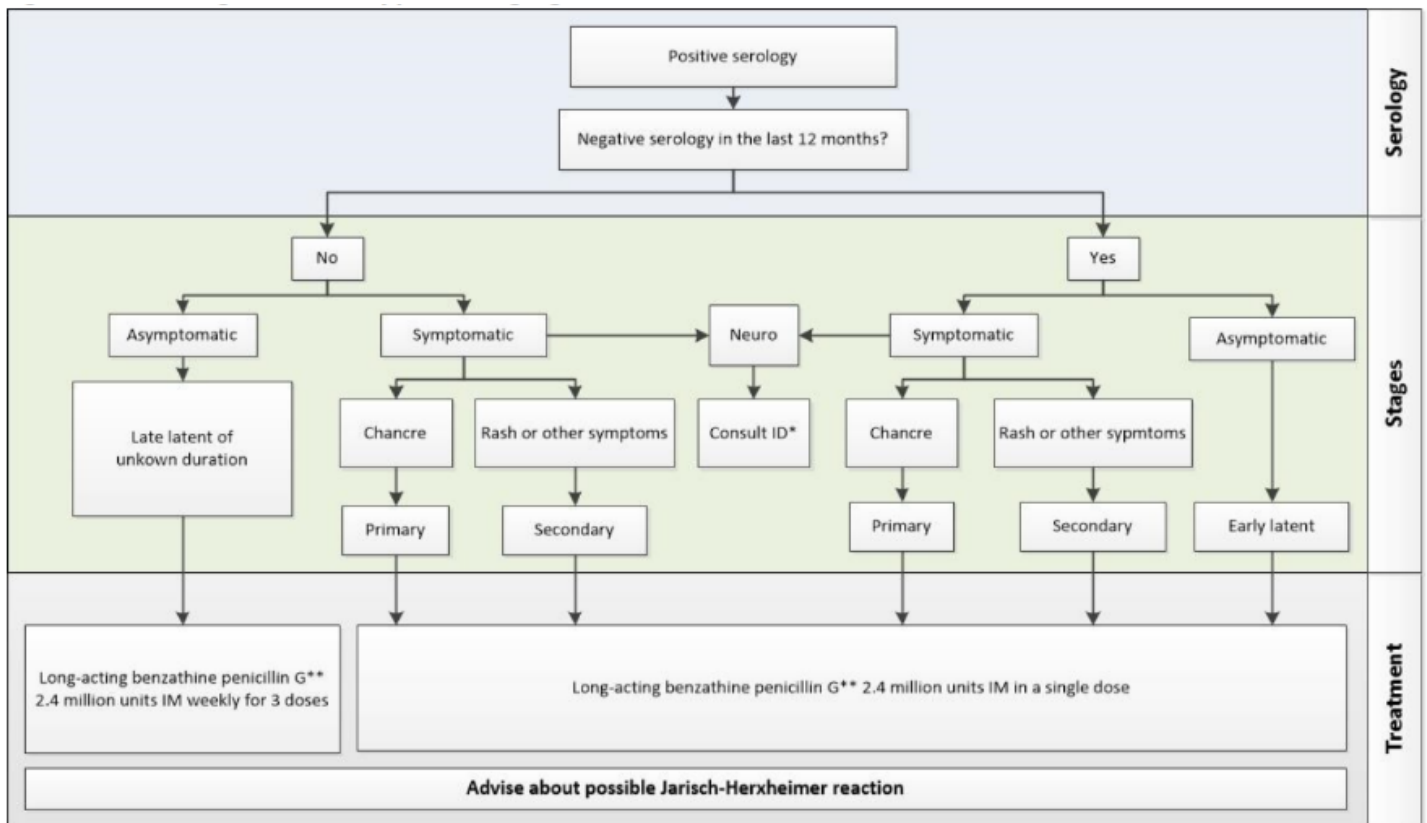 Positive serology
Negative serology in the last 12 months?
Serology
No
Yes
Asymptomatic
Symptomatic
Neuro
Symptomatic
Asymptomatic
Late latent of
unkown duration
Chancre
Rash or other symptoms
Consult ID*
Chancre
Rash or other sypmtoms
Primary
Secondary
Primary
Secondary
Early latent
Stages
Long-acting benzathine penicillin G**
2.4 million units IM weekly for 3 doses
Long-acting benzathine penicillin G** 2.4 million units IM in a single dose
Advise about possible Jarisch-Herxheimer reaction
Treatment